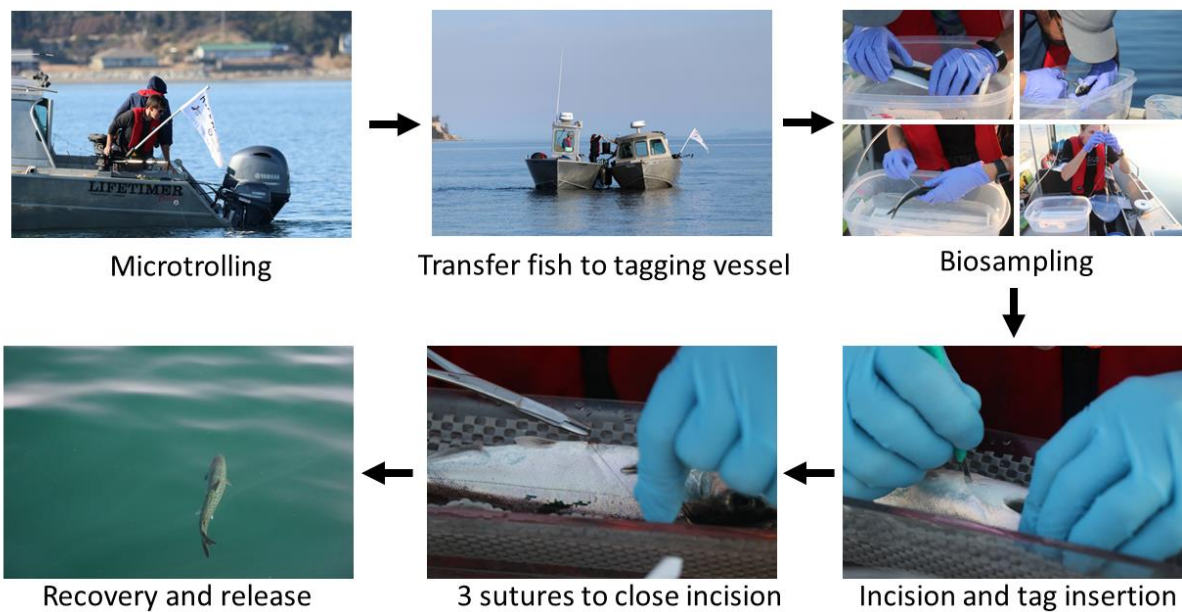 LIFETIMER
YAMAHA
Microtrolling
Transfer fish to tagging vessel
Biosampling
Recovery and release
3 sutures to close incision
Incision and tag insertion